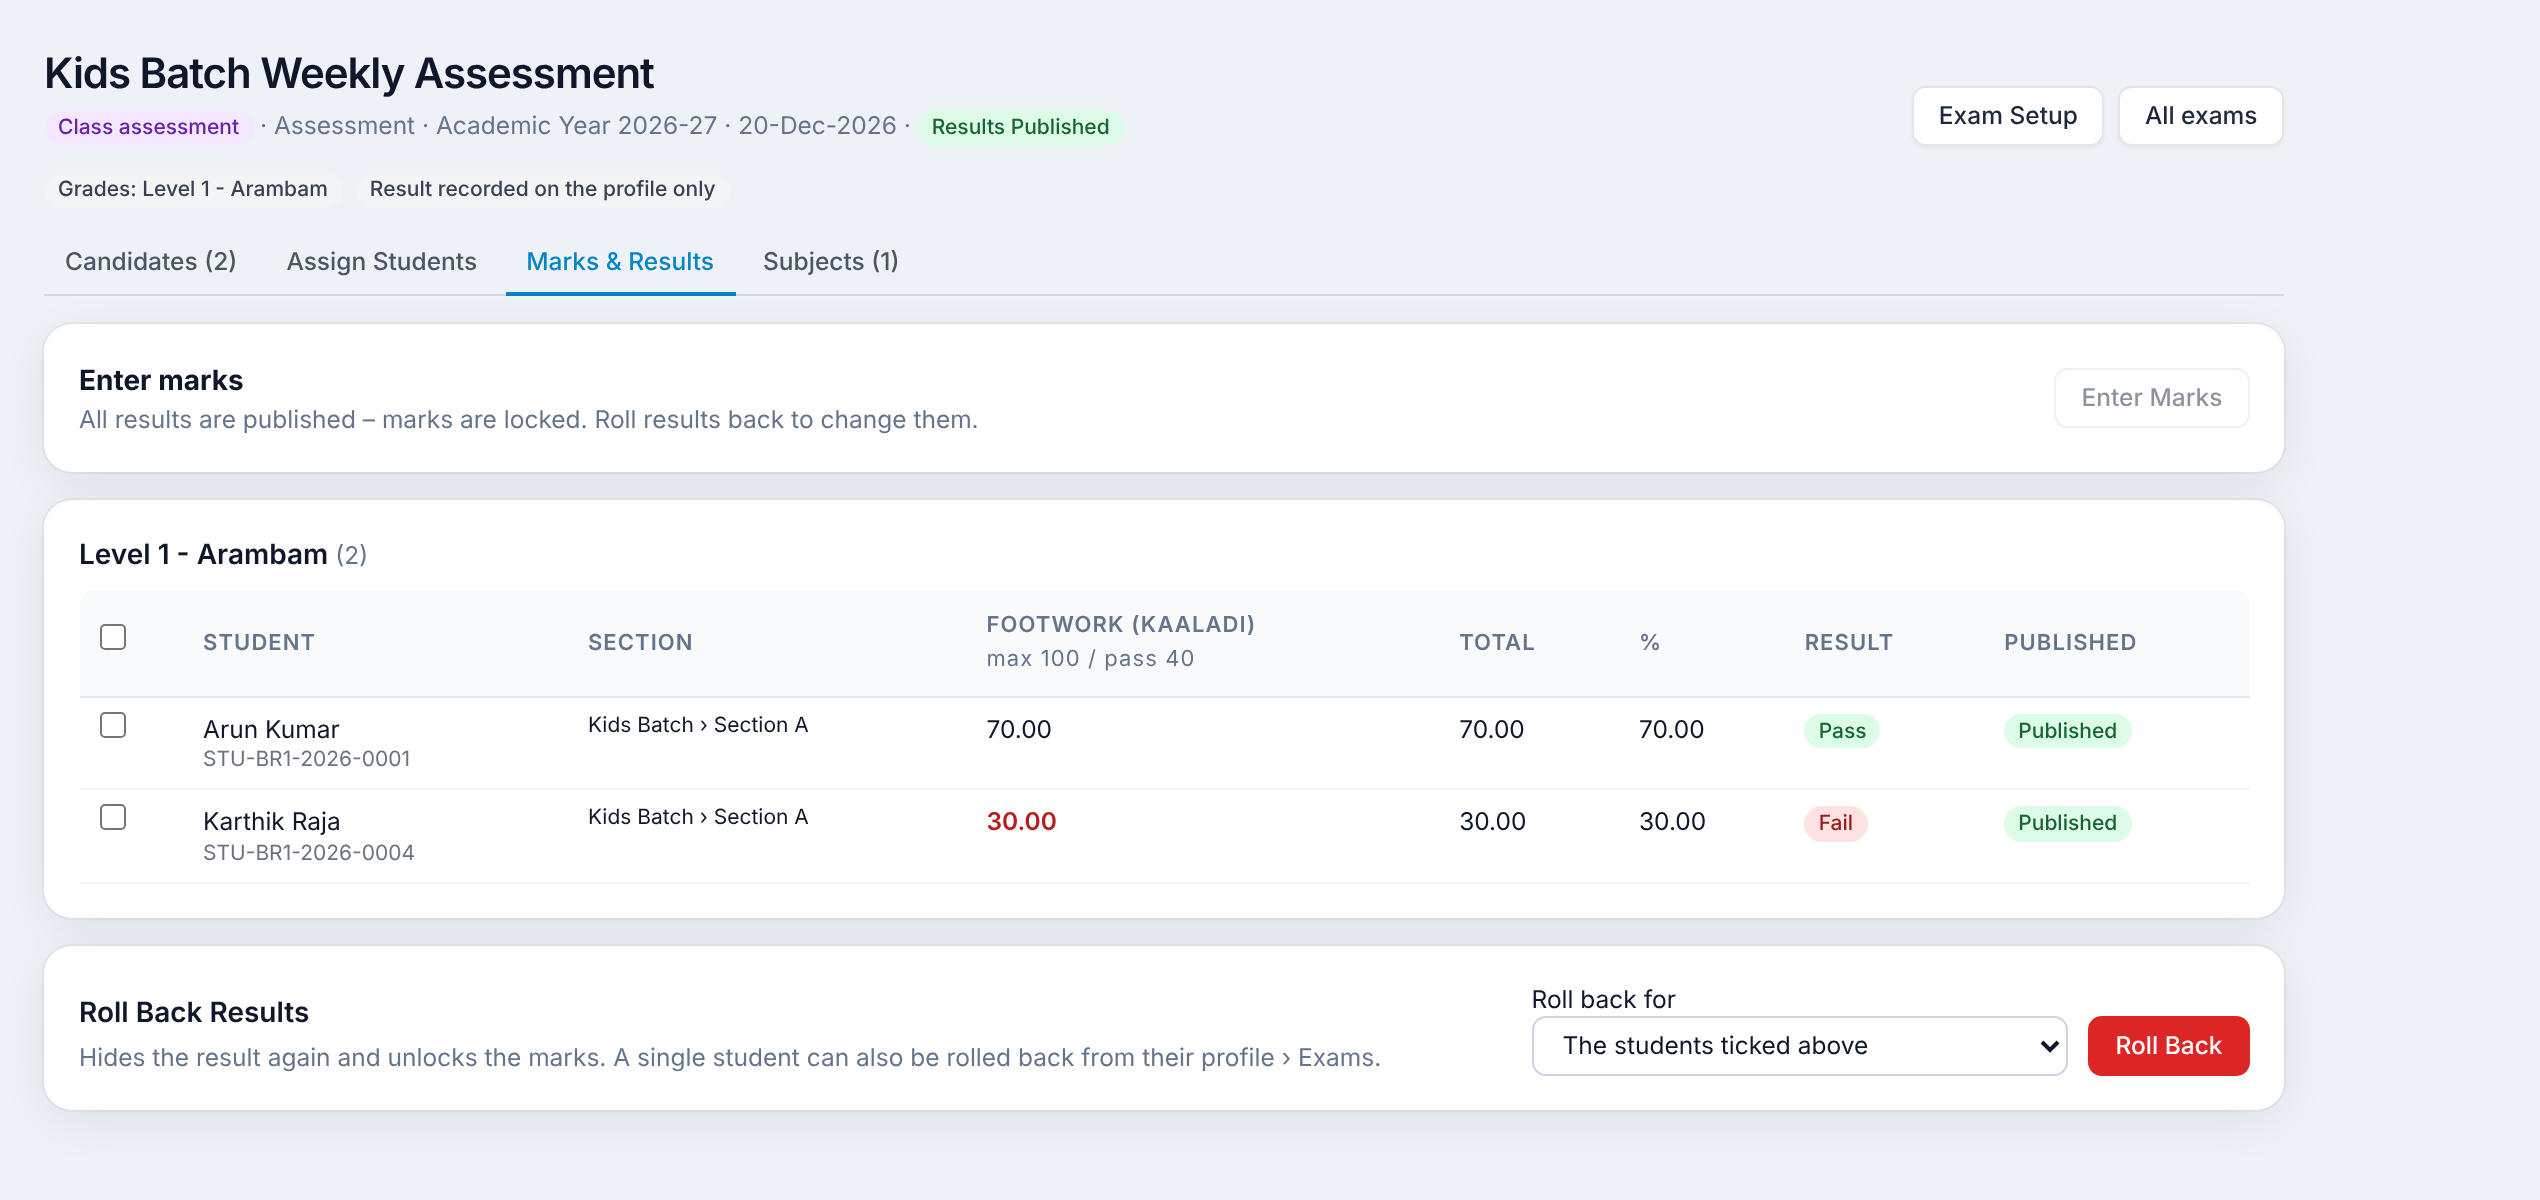 Kids Batch Weekly Assessment
Class assessment · Assessment · Academic Year 2026-27 · 20-Dec-2026 · Results Published
Exam Setup
All exams
Grades: Level 1 - Arambam
Result recorded on the profile only
Candidates (2)
Assign Students
Marks & Results
Subjects (1)
Enter marks
All results are published – marks are locked. Roll results back to change them.
Enter Marks
Level 1 - Arambam (2)
STUDENT SECTION FOOTWORK (KAALADI) TOTAL % RESULT PUBLISHED
max 100 / pass 40
Arun Kumar Kids Batch › Section A 70.00 70.00 70.00 Pass Published
STU-BR1-2026-0001
Karthik Raja Kids Batch › Section A 30.00 30.00 30.00 Fail Published
STU-BR1-2026-0004
Roll Back Results
Hides the result again and unlocks the marks. A single student can also be rolled back from their profile › Exams.
Roll back for
The students ticked above
Roll Back